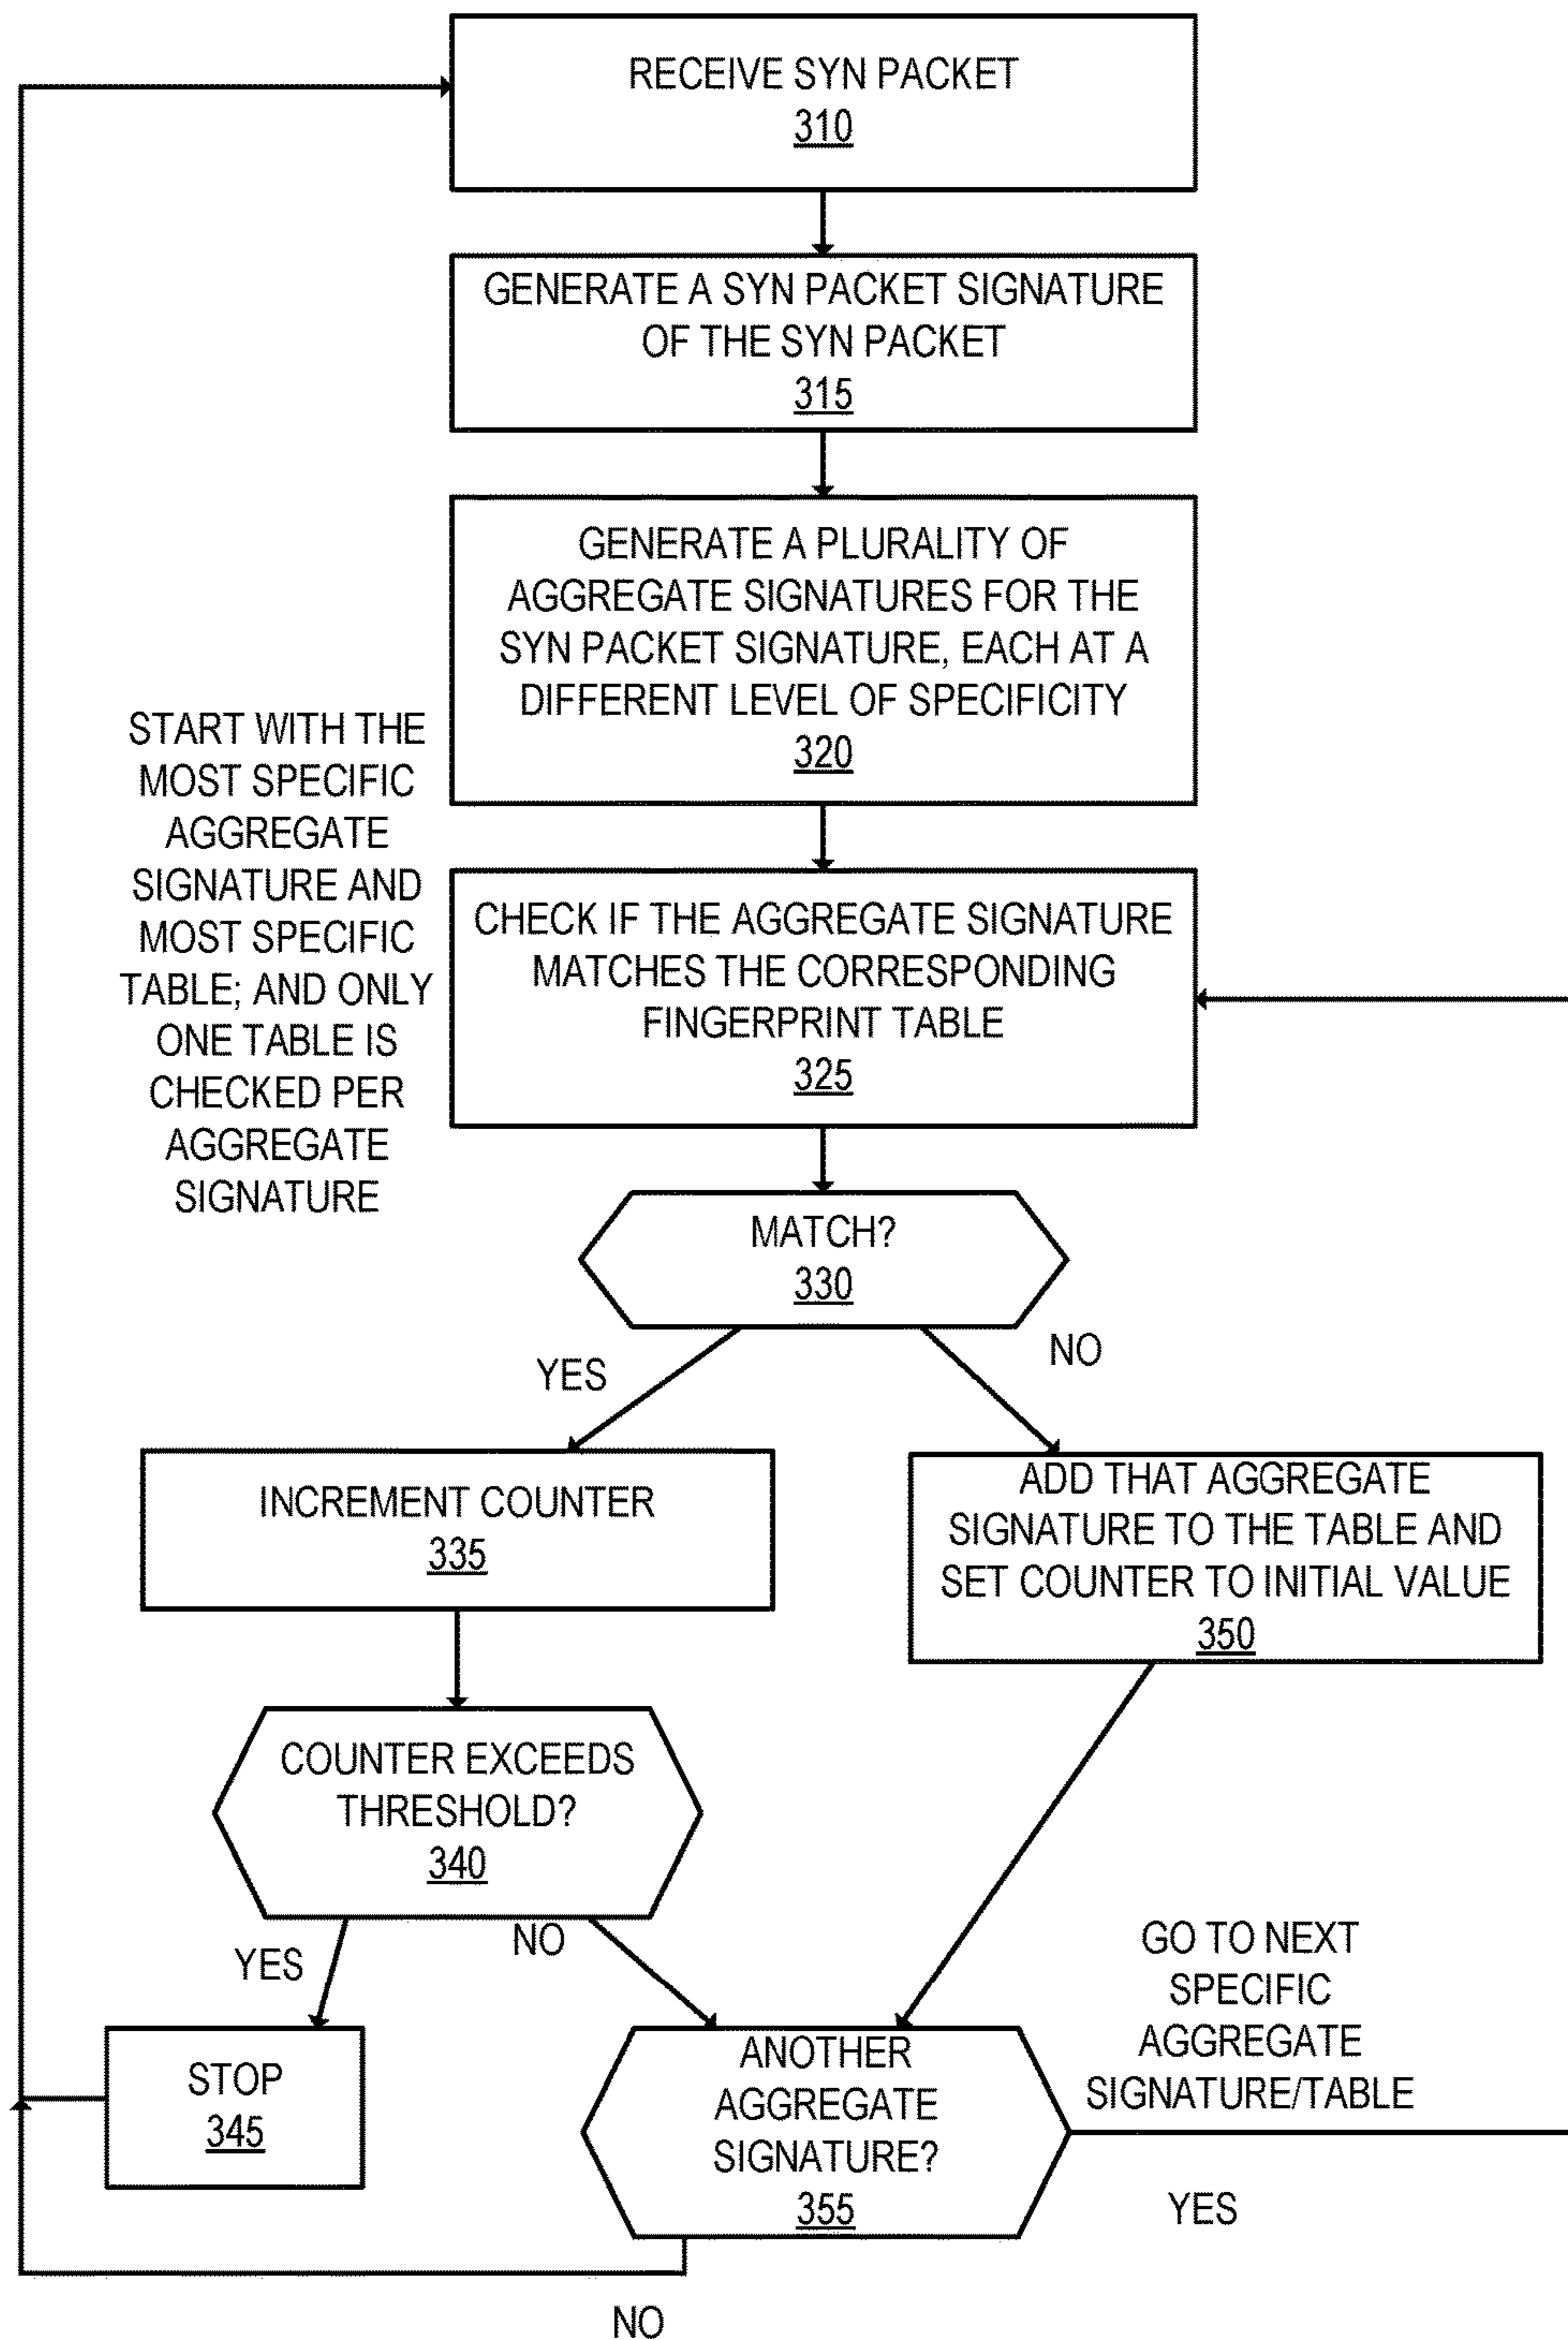 RECEIVE SYN PACKET
310
GENERATE A SYN PACKET SIGNATURE
OF THE SYN PACKET
315
GENERATE A PLURALITY OF
AGGREGATE SIGNATURES FOR THE
SYN PACKET SIGNATURE, EACH AT A
DIFFERENT LEVEL OF SPECIFICITY
320
START WITH THE
MOST SPECIFIC
AGGREGATE
SIGNATURE AND
MOST SPECIFIC
TABLE; AND ONLY
ONE TABLE IS
CHECKED PER
AGGREGATE
SIGNATURE
CHECK IF THE AGGREGATE SIGNATURE
MATCHES THE CORRESPONDING
FINGERPRINT TABLE
325
MATCH?
330
YES
NO
INCREMENT COUNTER
335
ADD THAT AGGREGATE
SIGNATURE TO THE TABLE AND
SET COUNTER TO INITIAL VALUE
350
COUNTER EXCEEDS
THRESHOLD?
340
YES
NO
STOP
345
ANOTHER
AGGREGATE
SIGNATURE?
355
GO TO NEXT
SPECIFIC
AGGREGATE
SIGNATURE/TABLE
YES
NO